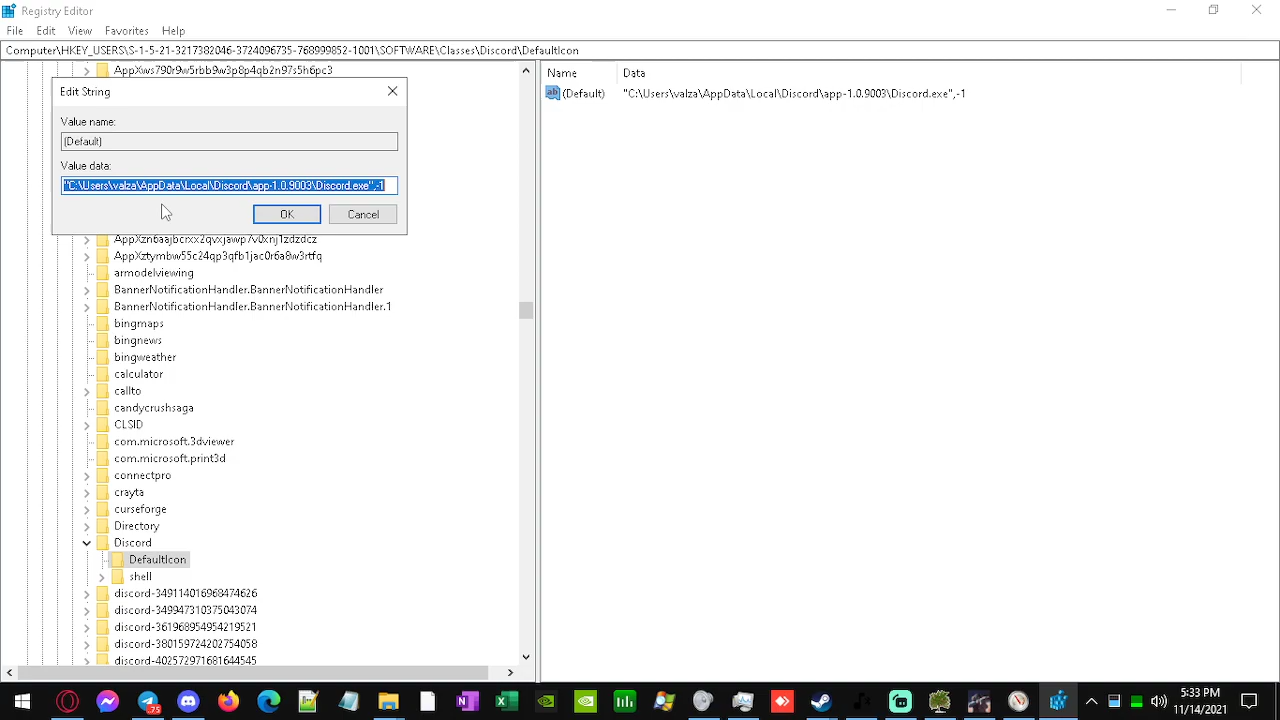 Registry Editor
File Edit View Favorites Help
Computer\HKEY_USERS\S-1-5-21-3217382046-3724096735-768999852-1001\SOFTWARE\Classes\Discord\DefaultIcon
AppXws790r9w5rbb9w3p8p4qb2n97s5h6pc3
Name Data
(Default) "C:\Users\valza\AppData\Local\Discord\app-1.0.9003\Discord.exe",-1
Edit String
Value name:
(Default)
Value data:
"C:\Users\valza\AppData\Local\Discord\app-1.0.9003\Discord.exe",-1
OK Cancel
AppXztymbw55c24qp3qfb1jac0r6a8w3rtfq
armodelviewing
BannerNotificationHandler.BannerNotificationHandler
BannerNotificationHandler.BannerNotificationHandler.1
bingmaps
bingnews
bingweather
calculator
callto
candycrushsaga
CLSID
com.microsoft.3dviewer
com.microsoft.print3d
connectpro
crayta
curseforge
Directory
Discord
DefaultIcon
shell
discord-349114016968474626
discord-349947310375043074
discord-361968954954219521
discord-380159724202754058
discord-402572971681644545
75
5:33 PM
11/14/2021